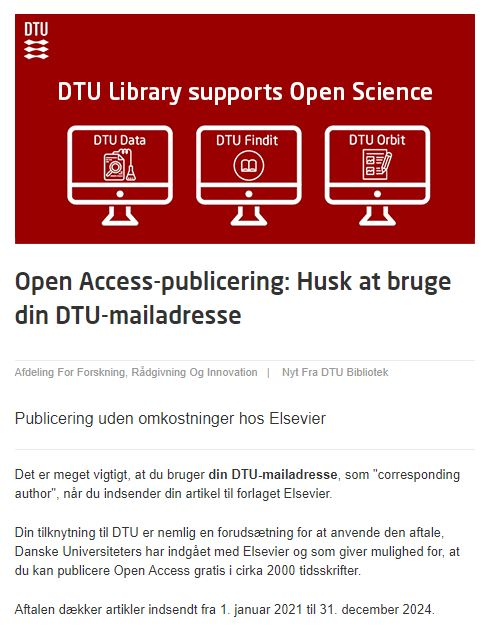 DTU
DTU Library supports Open Science
DTU Data
DTU Findit
DTU Orbit
Open Access-publicering: Husk at bruge
din DTU-mailadresse
Afdeling For Forskning, Rådgivning Og Innovation | Nyt Fra DTU Bibliotek
Publicering uden omkostninger hos Elsevier
Det er meget vigtigt, at du bruger din DTU-mailadresse, som "corresponding
author", når du indsender din artikel til forlaget Elsevier.
Din tilknytning til DTU er nemlig en forudsætning for at anvende den aftale,
Danske Universiteters har indgået med Elsevier og som giver mulighed for, at
du kan publicere Open Access gratis i cirka 2000 tidsskrifter.
Aftalen dækker artikler indsendt fra 1. januar 2021 til 31. december 2024.